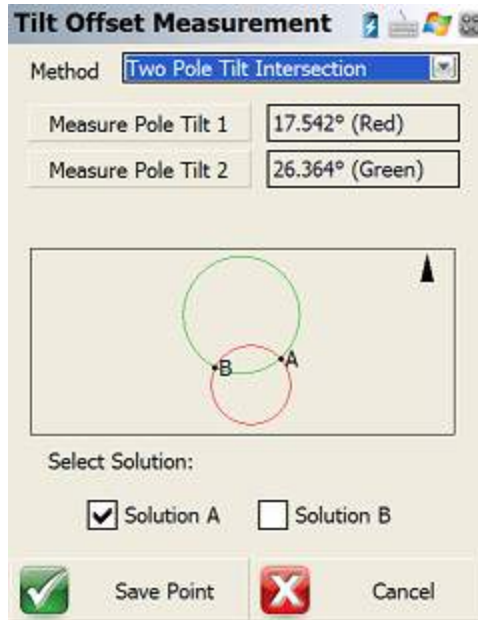 Tilt Offset Measurement
Method Two Pole Tilt Intersection
Measure Pole Tilt 1 17.542° (Red)
Measure Pole Tilt 2 26.364° (Green)
A
B
Select Solution:
Solution A Solution B
Save Point Cancel